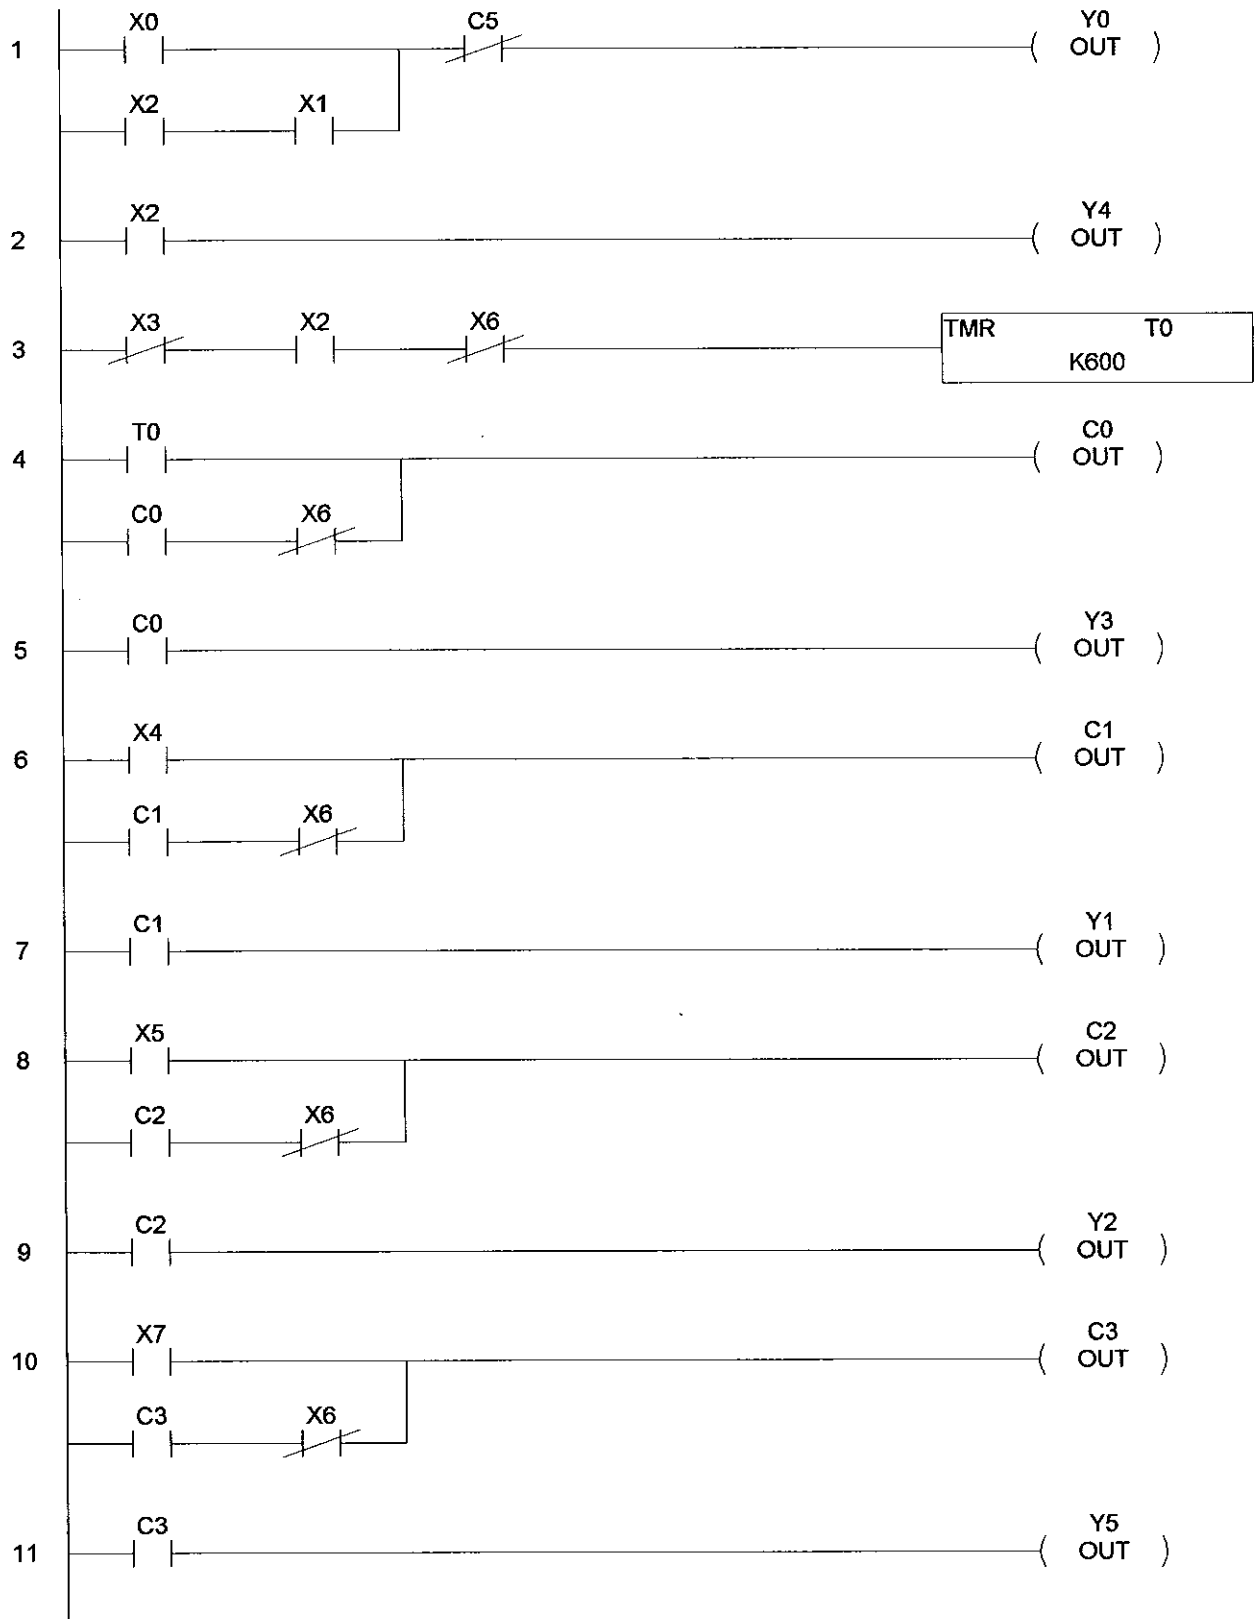 X0 C5 Y0
1 OUT
X2 X1
X2 Y4
2 OUT
X3 X2 X6 TMR T0
3 K600
T0 C0
4 OUT
C0 X6
C0 Y3
5 OUT
X4 C1
6 OUT
C1 X6
C1 Y1
7 OUT
X5 C2
8 OUT
C2 X6
C2 Y2
9 OUT
X7 C3
10 OUT
C3 X6
C3 Y5
11 OUT